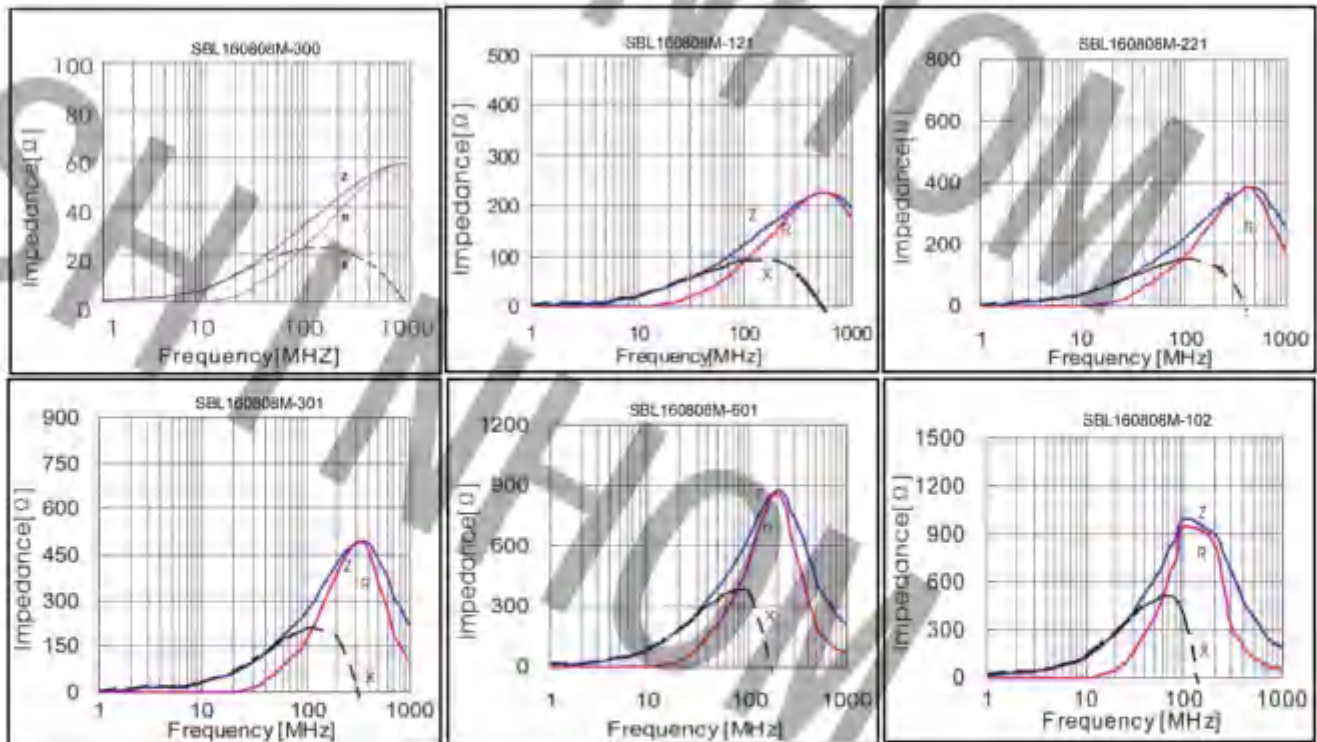 SBL160808M-300
100
80
60
40
20
0
Impedance[Ω]
Z
R
X
1 10 100 1000
Frequency[MHZ]
SBL160808M-121
500
400
300
200
100
0
Impedance[Ω]
Z
R
X
1 10 100 1000
Frequency[MHz]
SBL160808M-221
800
600
400
200
0
Impedance[Ω]
Z
R
1 10 100 1000
Frequency[MHz]
SBL160808M-301
900
750
600
450
300
150
0
Impedance[Ω]
Z
R
X
1 10 100 1000
Frequency[MHz]
SBL160808M-601
1200
900
600
300
0
Impedance[Ω]
Z
R
X
1 10 100 1000
Frequency[MHz]
SBL160808M-102
1500
1200
900
600
300
0
Impedance[Ω]
Z
R
X
1 10 100 1000
Frequency[MHz]